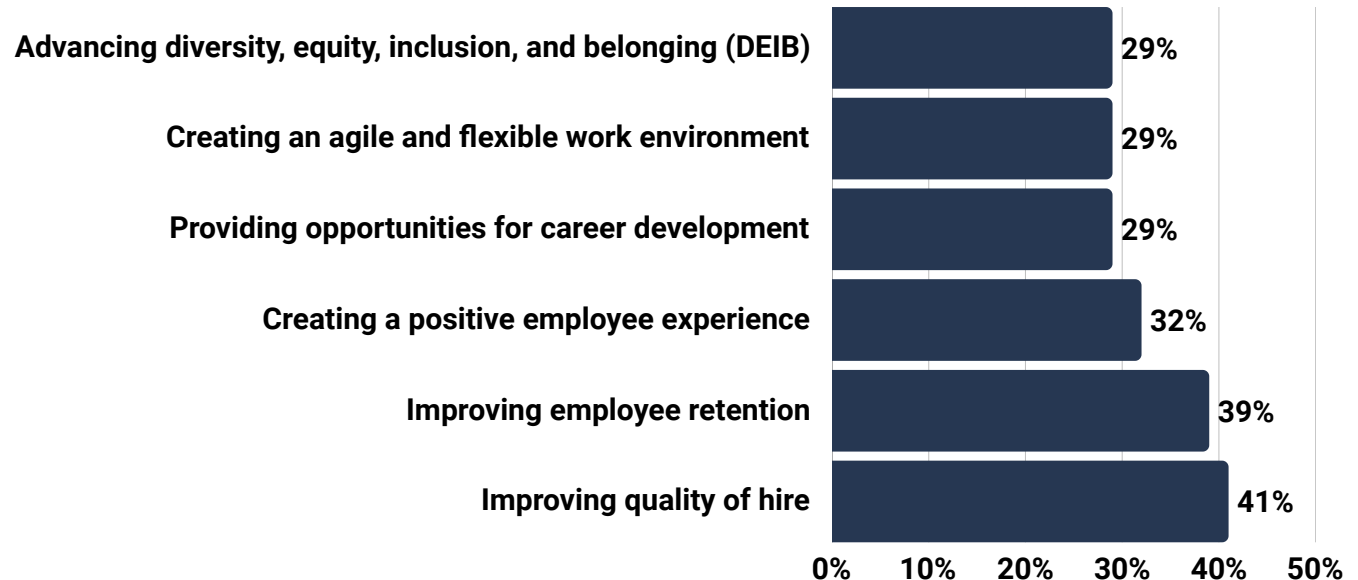 Advancing diversity, equity, inclusion, and belonging (DEIB) 29%
Creating an agile and flexible work environment 29%
Providing opportunities for career development 29%
Creating a positive employee experience 32%
Improving employee retention 39%
Improving quality of hire 41%
0% 10% 20% 30% 40% 50%